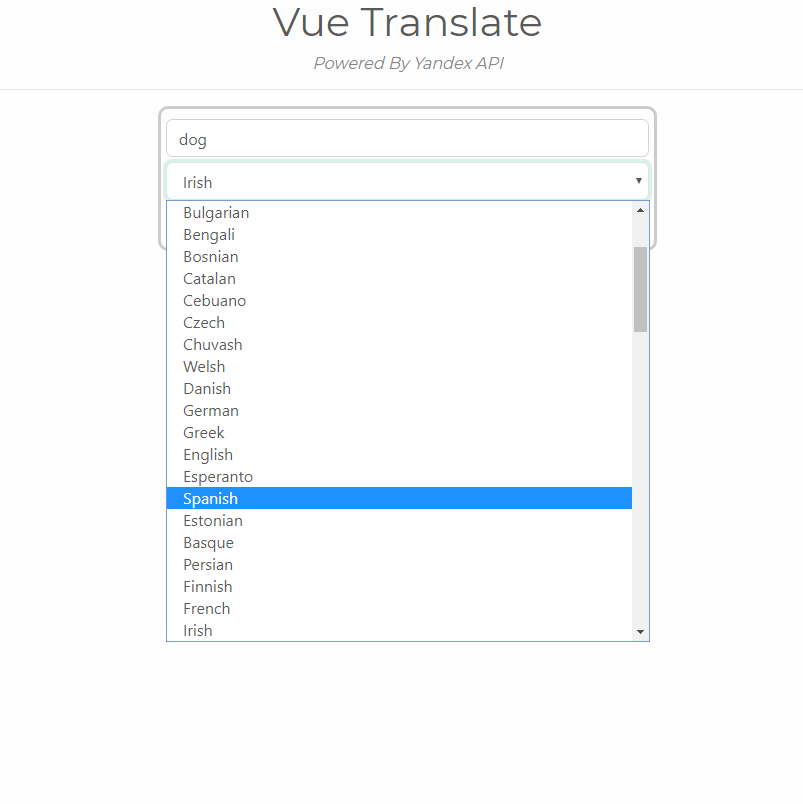 Vue Translate
Powered By Yandex API
dog
Irish
Bulgarian
Bengali
Bosnian
Catalan
Cebuano
Czech
Chuvash
Welsh
Danish
German
Greek
English
Esperanto
Spanish
Estonian
Basque
Persian
Finnish
French
Irish